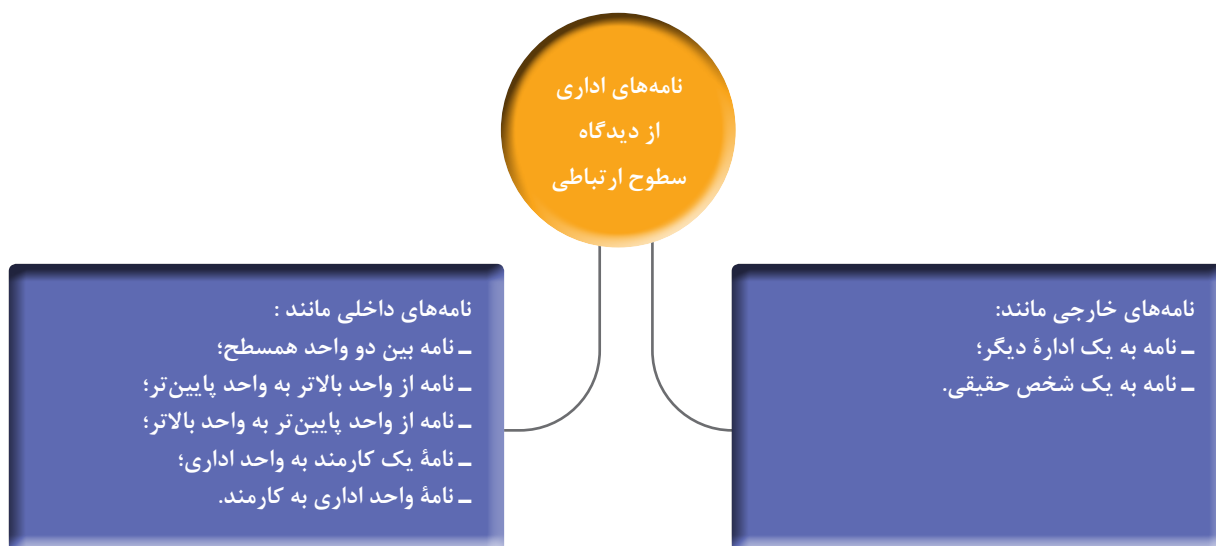 نامه‌های اداری
از دیدگاه
سطوح ارتباطی
نامه‌های خارجی مانند:
ـ نامه به یک ادارۀ دیگر؛
ـ نامه به یک شخص حقیقی.
نامه‌های داخلی مانند :
ـ نامه بین دو واحد همسطح؛
ـ نامه از واحد بالاتر به واحد پایین‌تر؛
ـ نامه از واحد پایین‌تر به واحد بالاتر؛
ـ نامۀ یک کارمند به واحد اداری؛
ـ نامۀ واحد اداری به کارمند.